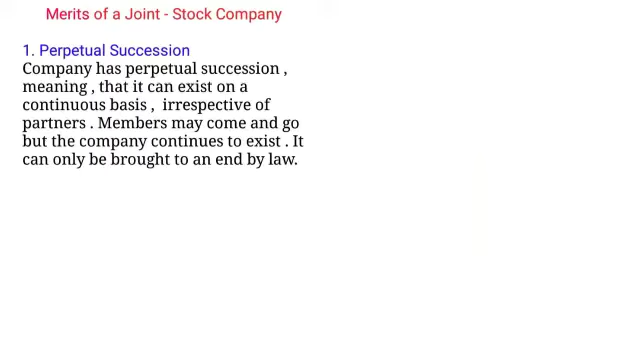 Merits of a Joint - Stock Company
1. Perpetual Succession
Company has perpetual succession ,
meaning , that it can exist on a
continuous basis ,  irrespective of
partners . Members may come and go
but the company continues to exist . It
can only be brought to an end by law.